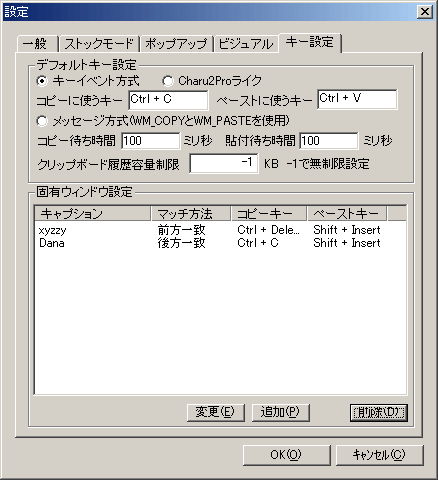 設定
一般 ストックモード ポップアップ ビジュアル キー設定
デフォルトキー設定
キーイベント方式 Charu2Proライク
コピーに使うキー Ctrl + C ペーストに使うキー Ctrl + V
メッセージ方式(WM_COPYとWM_PASTEを使用)
コピー待ち時間 100 ミリ秒 貼付待ち時間 100 ミリ秒
クリップボード履歴容量制限 -1 KB -1で無制限設定
固有ウィンドウ設定
キャプション マッチ方法 コピーキー ペーストキー
xyzzy 前方一致 Ctrl + Dele... Shift + Insert
Dana 後方一致 Ctrl + C Shift + Insert
変更(E) 追加(P) 削除(D)
OK(O) キャンセル(C)